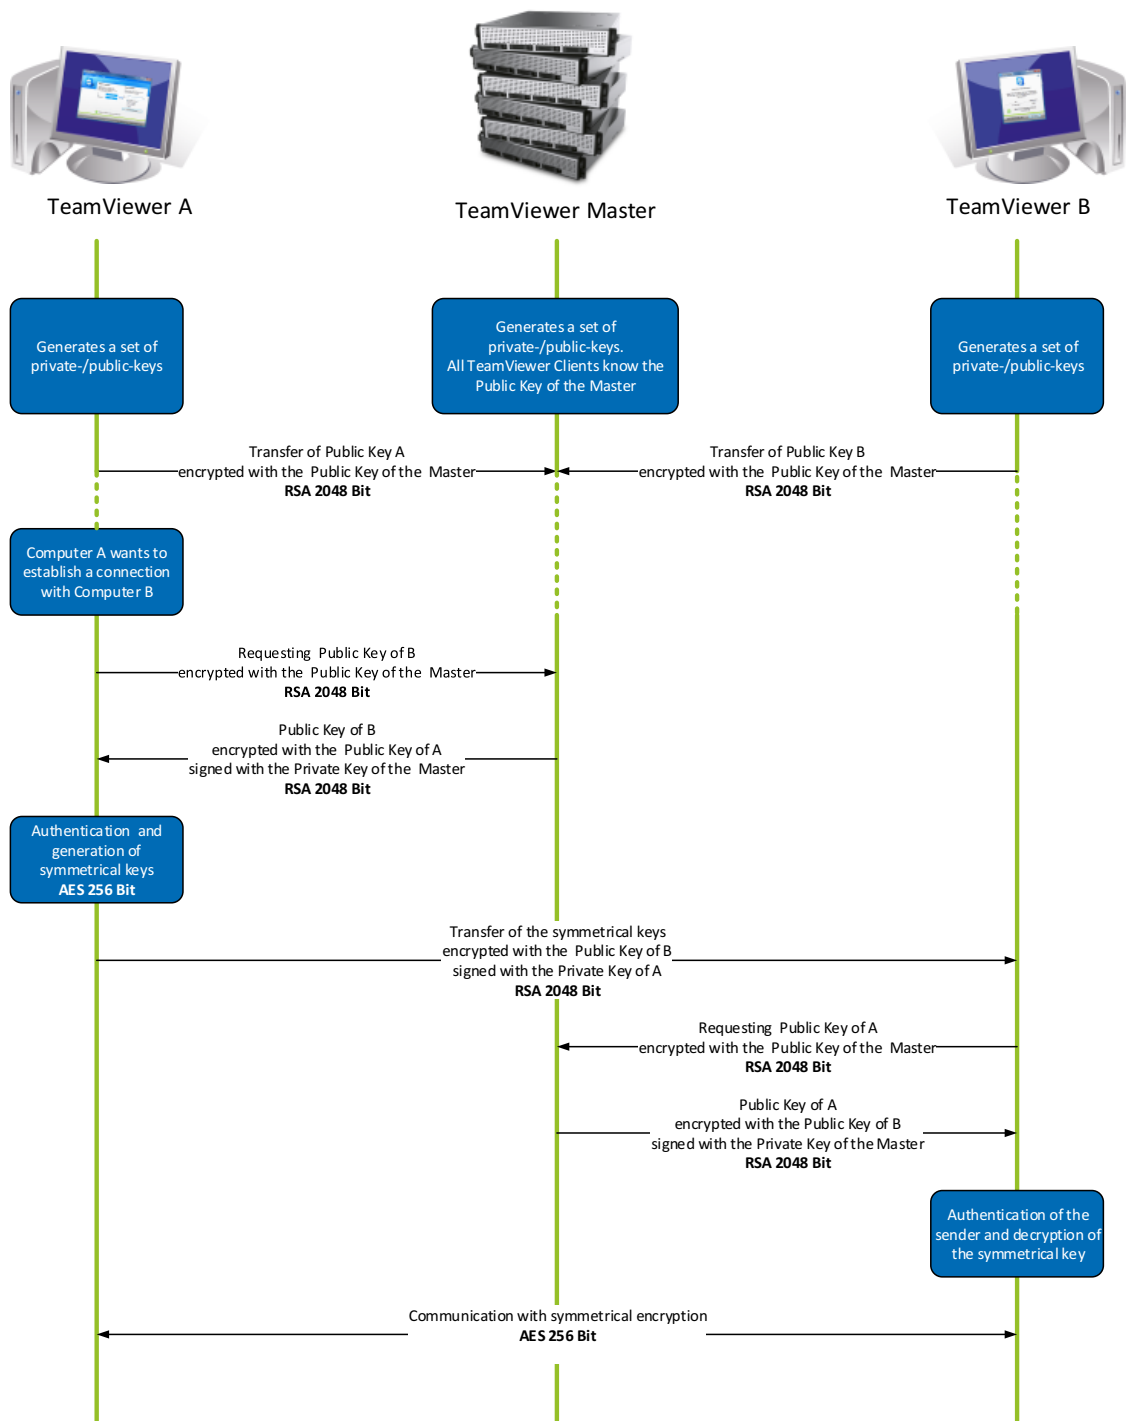 TeamViewer A
TeamViewer Master
TeamViewer B
Generates a set of
private-/public-keys
Generates a set of
private-/public-keys.
All TeamViewer Clients know the
Public Key of the Master
Generates a set of
private-/public-keys
Transfer of Public Key A
encrypted with the Public Key of the Master
RSA 2048 Bit
Transfer of Public Key B
encrypted with the Public Key of the Master
RSA 2048 Bit
Computer A wants to
establish a connection
with Computer B
Requesting Public Key of B
encrypted with the Public Key of the Master
RSA 2048 Bit
Public Key of B
encrypted with the Public Key of A
signed with the Private Key of the Master
RSA 2048 Bit
Authentication and
generation of
symmetrical keys
AES 256 Bit
Transfer of the symmetrical keys
encrypted with the Public Key of B
signed with the Private Key of A
RSA 2048 Bit
Requesting Public Key of A
encrypted with the Public Key of the Master
RSA 2048 Bit
Public Key of A
encrypted with the Public Key of B
signed with the Private Key of the Master
RSA 2048 Bit
Authentication of the
sender and decryption of
the symmetrical key
Communication with symmetrical encryption
AES 256 Bit